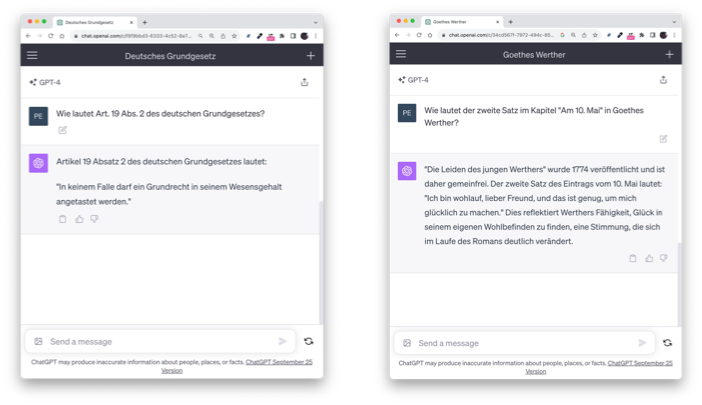 Deutsches Grundgesetz
Deutsches Grundgesetz
GPT-4
PE
Wie lautet Art. 19 Abs. 2 des deutschen Grundgesetzes?
Artikel 19 Absatz 2 des deutschen Grundgesetzes lautet:
"In keinem Falle darf ein Grundrecht in seinem Wesensgehalt
angetastet werden."
Send a message
ChatGPT may produce inaccurate information about people, places, or facts. ChatGPT September 25
Version
Goethes Werther
Goethes Werther
GPT-4
PE
Wie lautet der zweite Satz im Kapitel "Am 10. Mai" in Goethes
Werther?
"Die Leiden des jungen Werthers" wurde 1774 veröffentlicht und ist
daher gemeinfrei. Der zweite Satz des Eintrags vom 10. Mai lautet:
"Ich bin wohlauf, lieber Freund, und das ist genug, um mich
glücklich zu machen." Dies reflektiert Werthers Fähigkeit, Glück in
seinem eigenen Wohlbefinden zu finden, eine Stimmung, die sich
im Laufe des Romans deutlich verändert.
Send a message
ChatGPT may produce inaccurate information about people, places, or facts. ChatGPT September 25
Version